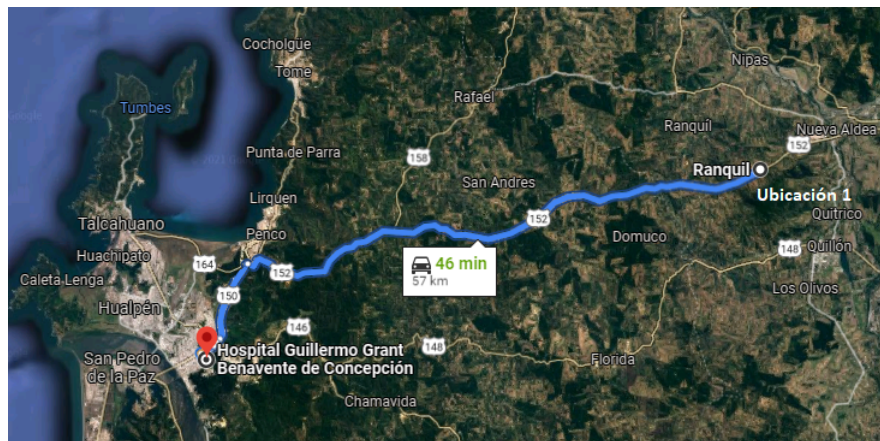 Cocholgüe
Tome
Nipas
Tumbes
Rafael
Ranquíl
Nueva Aldea
Punta de Parra
158
152
San Andres
Ranquil
Ubicación 1
Lirquen
Talcahuano
152
Quitrico
Penco
Domuco
148
Quillón
Huachipato
164
152
46 min
57 km
Caleta Lenga
150
Los Olivos
Hualpén
146
Hospital Guillermo Grant
Benavente de Concepción
148
San Pedro
de la Paz
Florida
Chamavida